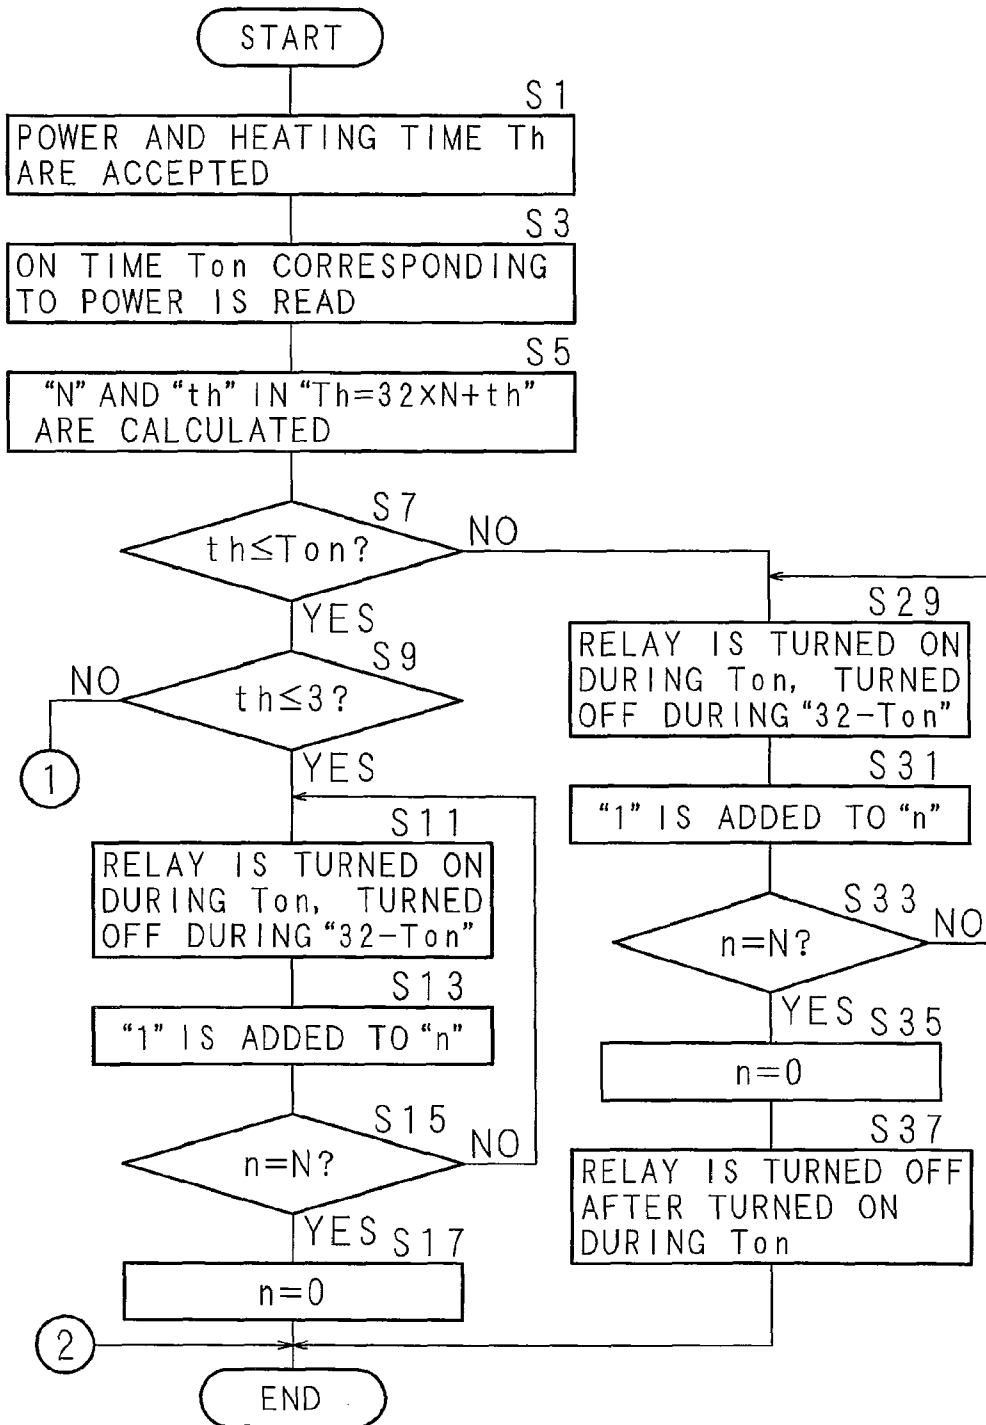 START
S1
POWER AND HEATING TIME Th
ARE ACCEPTED
S3
ON TIME Ton CORRESPONDING
TO POWER IS READ
S5
“N” AND “th” IN “Th=32×N+th”
ARE CALCULATED
S7
th≤Ton?
NO
YES
S9
th≤3?
NO
YES
1
S11
RELAY IS TURNED ON
DURING Ton, TURNED
OFF DURING “32-Ton”
S13
“1” IS ADDED TO “n”
S15
n=N?
NO
YES
S17
n=0
2
END
S29
RELAY IS TURNED ON
DURING Ton, TURNED
OFF DURING “32-Ton”
S31
“1” IS ADDED TO “n”
S33
n=N?
NO
YES
S35
n=0
S37
RELAY IS TURNED OFF
AFTER TURNED ON
DURING Ton